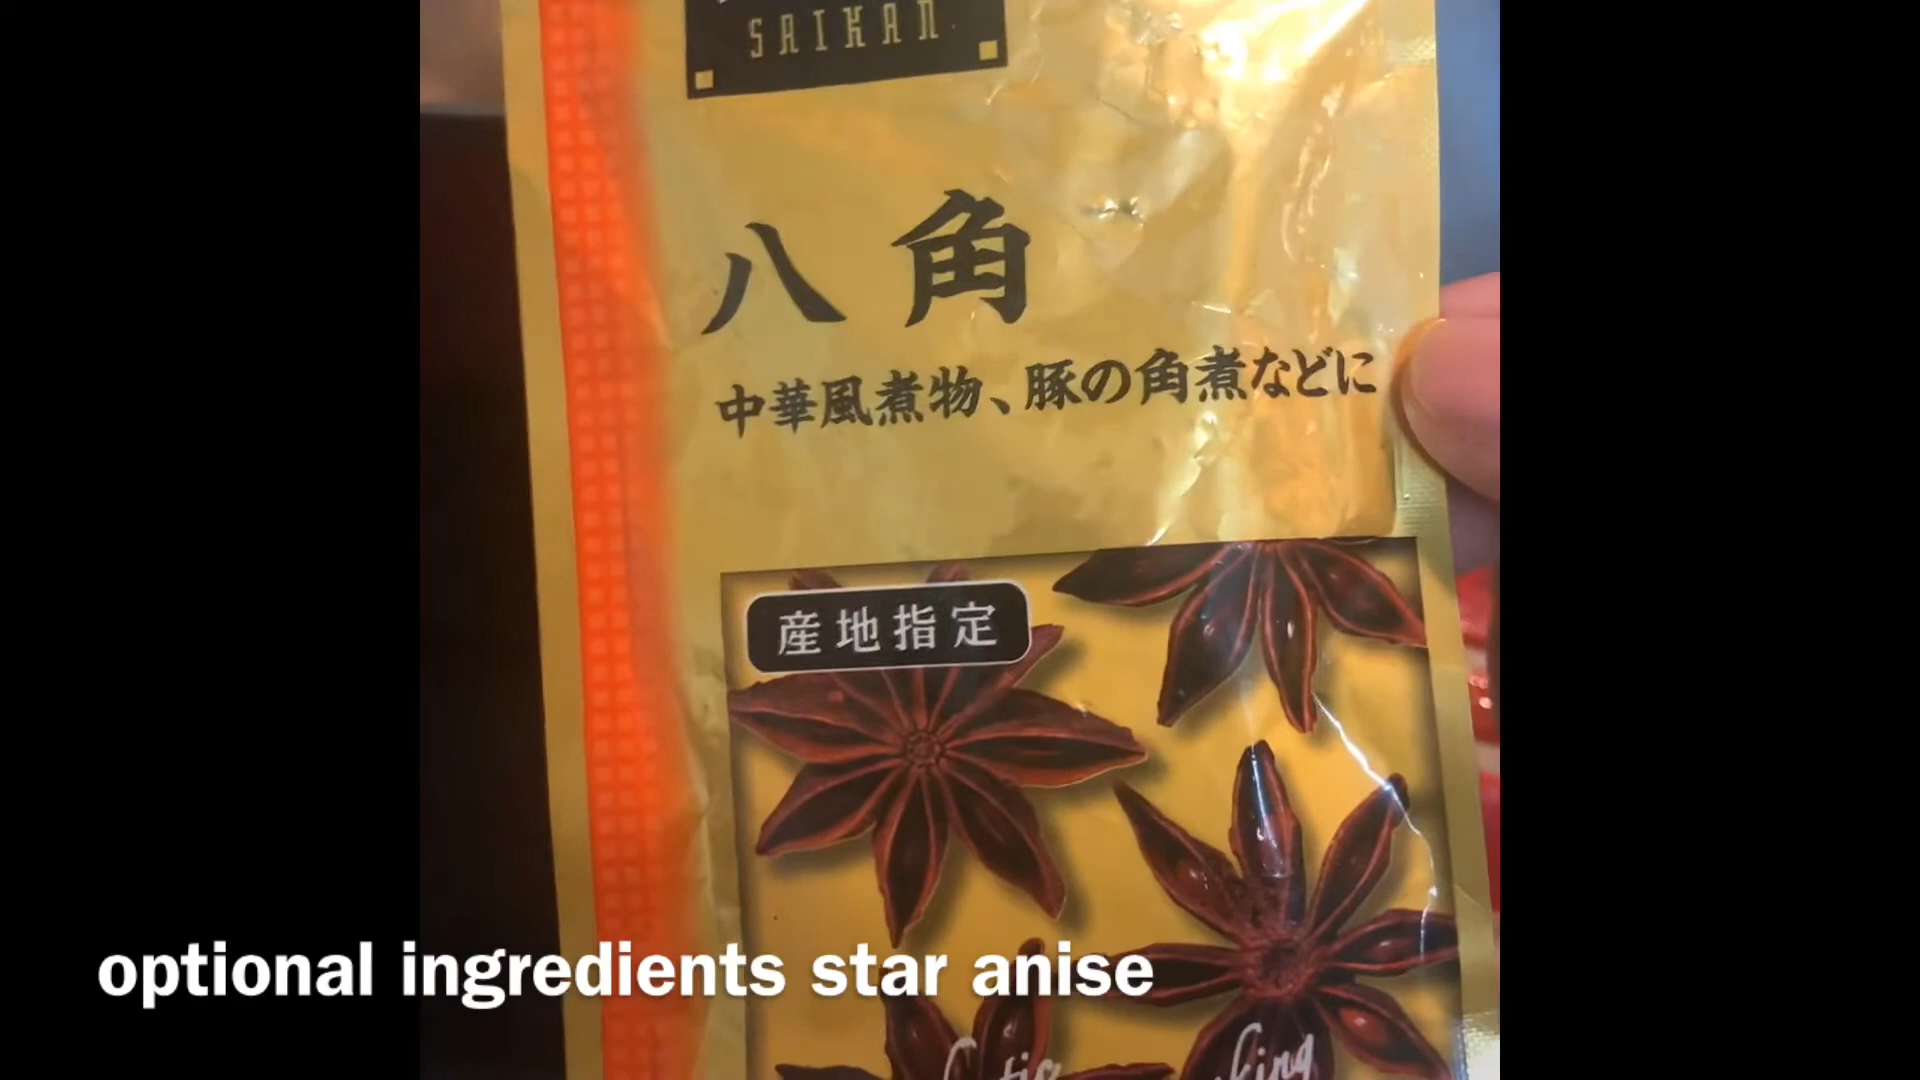 SAIKAN
八角
中華風煮物、豚の角煮などに
産地指定
optional ingredients star anise